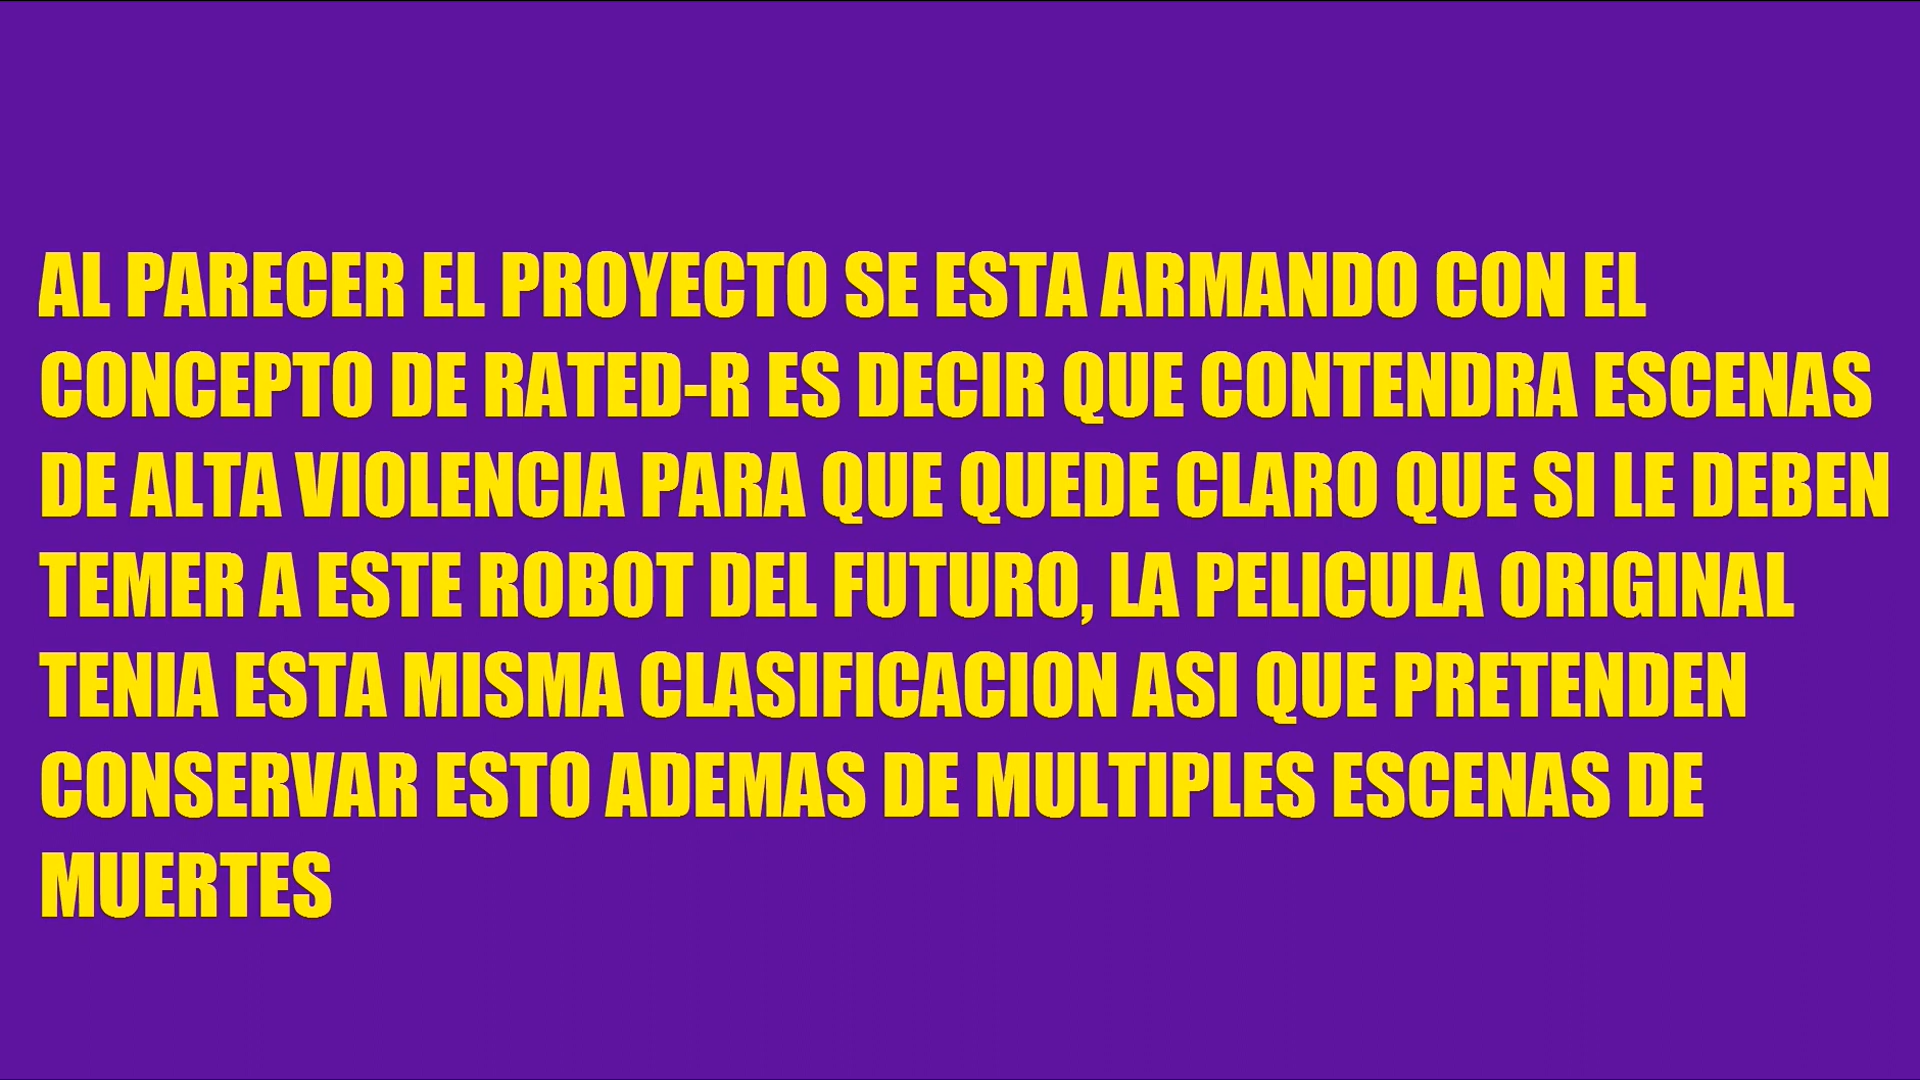 AL PARECER EL PROYECTO SE ESTA ARMANDO CON EL
CONCEPTO DE RATED-R ES DECIR QUE CONTENDRA ESCENAS
DE ALTA VIOLENCIA PARA QUE QUEDE CLARO QUE SI LE DEBEN
TEMER A ESTE ROBOT DEL FUTURO, LA PELICULA ORIGINAL
TENIA ESTA MISMA CLASIFICACION ASI QUE PRETENDEN
CONSERVAR ESTO ADEMAS DE MULTIPLES ESCENAS DE
MUERTES